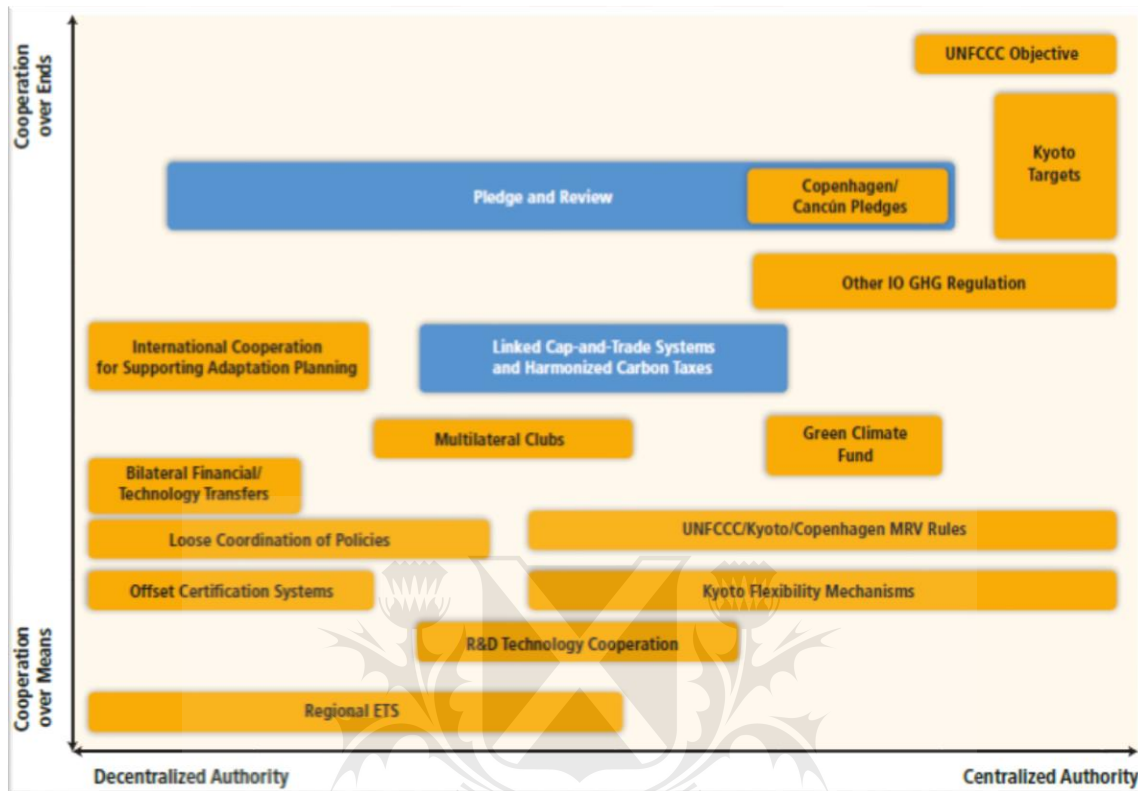 Cooperation
over Ends
UNFCCC Objective
Kyoto
Targets
Pledge and Review
Copenhagen/
Cancún Pledges
Other IO GHG Regulation
International Cooperation
for Supporting Adaptation Planning
Linked Cap-and-Trade Systems
and Harmonized Carbon Taxes
Multilateral Clubs
Green Climate
Fund
Bilateral Financial/
Technology Transfers
Loose Coordination of Policies
UNFCCC/Kyoto/Copenhagen MRV Rules
Offset Certification Systems
Kyoto Flexibility Mechanisms
R&D Technology Cooperation
Regional ETS
Cooperation
over Means
Decentralized Authority
Centralized Authority